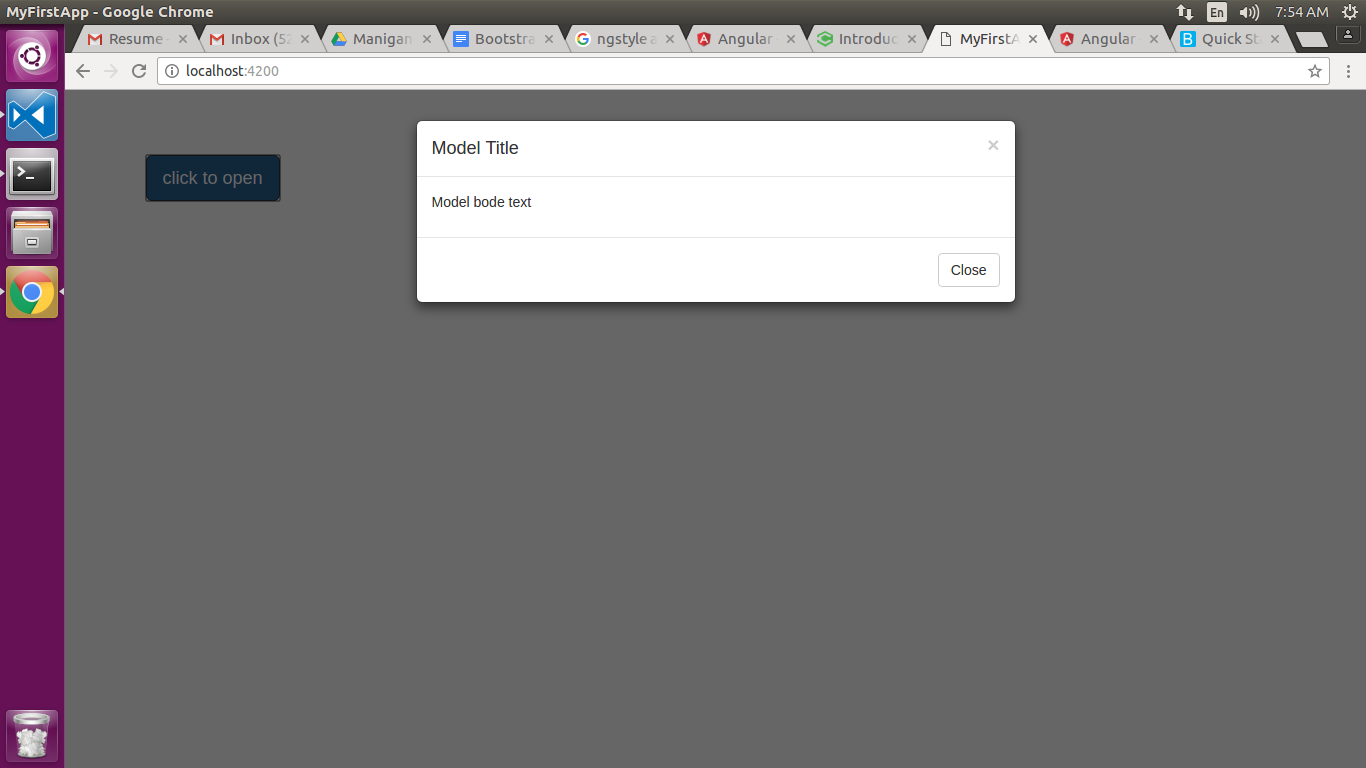 MyFirstApp - Google Chrome
En
7:54 AM
Resume -
Inbox (52
Manigan
Bootstra
ngstyle a
Angular
Introduc
MyFirstA
Angular
Quick Sta
localhost:4200
Model Title
×
click to open
Model bode text
Close